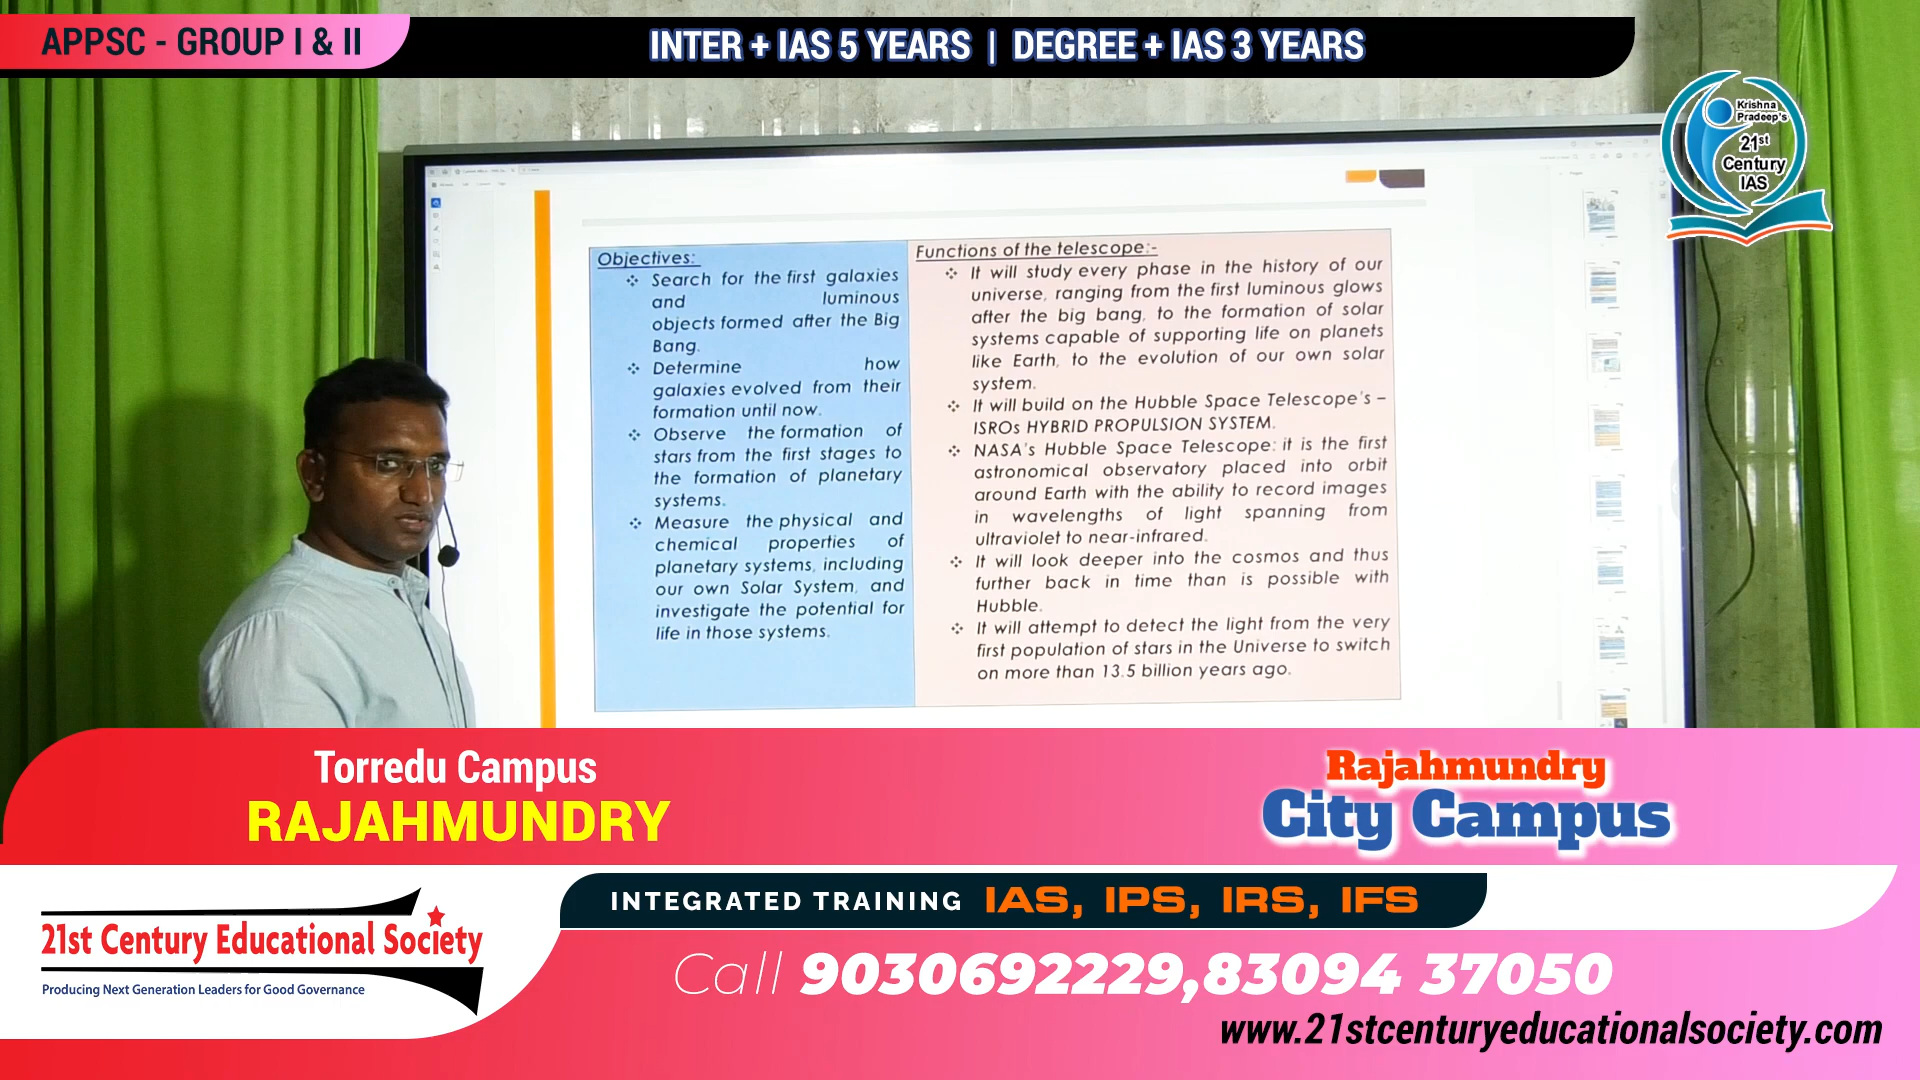 APPSC - GROUP I & II
INTER + IAS 5 YEARS | DEGREE + IAS 3 YEARS
Krishna
Pradeep's
21st
Century
IAS
Objectives:
❖ Search for the first galaxies
and luminous
objects formed after the Big
Bang.
❖ Determine how
galaxies evolved from their
formation until now.
❖ Observe the formation of
stars from the first stages to
the formation of planetary
systems.
❖ Measure the physical and
chemical properties of
planetary systems, including
our own Solar System, and
investigate the potential for
life in those systems.
Functions of the telescope:-
❖ It will study every phase in the history of our
universe, ranging from the first luminous glows
after the big bang, to the formation of solar
systems capable of supporting life on planets
like Earth, to the evolution of our own solar
system.
❖ It will build on the Hubble Space Telescope's –
ISROs HYBRID PROPULSION SYSTEM.
❖ NASA's Hubble Space Telescope: it is the first
astronomical observatory placed into orbit
around Earth with the ability to record images
in wavelengths of light spanning from
ultraviolet to near-infrared.
❖ It will look deeper into the cosmos and thus
further back in time than is possible with
Hubble.
❖ It will attempt to detect the light from the very
first population of stars in the Universe to switch
on more than 13.5 billion years ago.
Torredu Campus
RAJAHMUNDRY
Rajahmundry
City Campus
INTEGRATED TRAINING IAS, IPS, IRS, IFS
21st Century Educational Society
Producing Next Generation Leaders for Good Governance
Call 9030692229,83094 37050
www.21stcenturyeducationalsociety.com